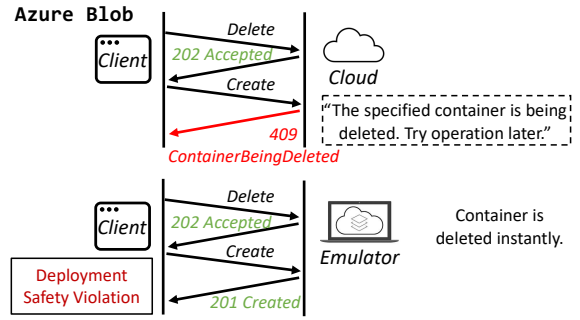 Azure Blob
Delete
Client
202 Accepted
Cloud
Create
"The specified container is being
deleted. Try operation later."
409
ContainerBeingDeleted
Delete
Client
202 Accepted
Container is
deleted instantly.
Create
Emulator
Deployment
Safety Violation
201 Created